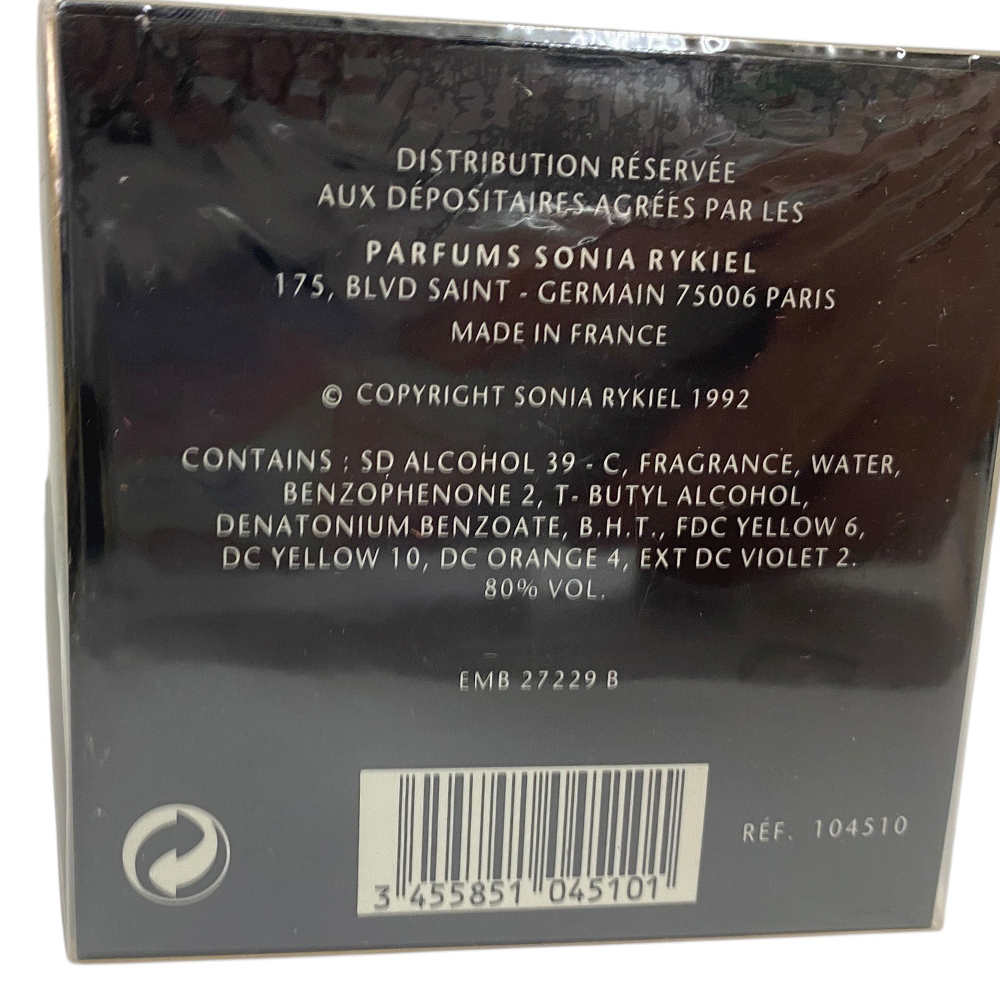 DISTRIBUTION RÉSERVÉE
AUX DÉPOSITAIRES AGRÉES PAR LES
PARFUMS SONIA RYKIEL
175, BLVD SAINT - GERMAIN 75006 PARIS
MADE IN FRANCE
© COPYRIGHT SONIA RYKIEL 1992
CONTAINS : SD ALCOHOL 39 - C, FRAGRANCE, WATER,
BENZOPHENONE 2, T- BUTYL ALCOHOL,
DENATONIUM BENZOATE, B.H.T., FDC YELLOW 6,
DC YELLOW 10, DC ORANGE 4, EXT DC VIOLET 2.
80% VOL.
EMB 27229 B
RÉF. 104510
3 455851 045101